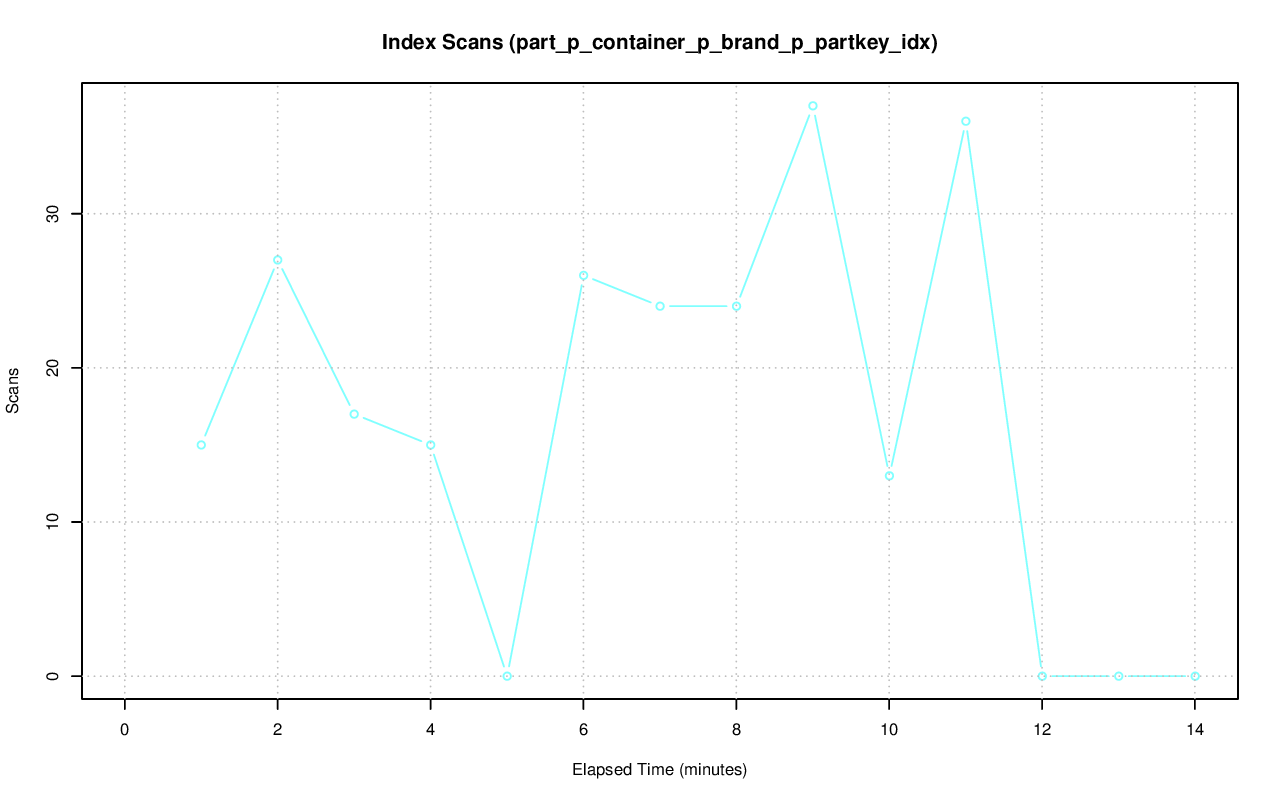 Index Scans (part_p_container_p_brand_p_partkey_idx)
30
20
10
0
Scans
0 2 4 6 8 10 12 14
Elapsed Time (minutes)